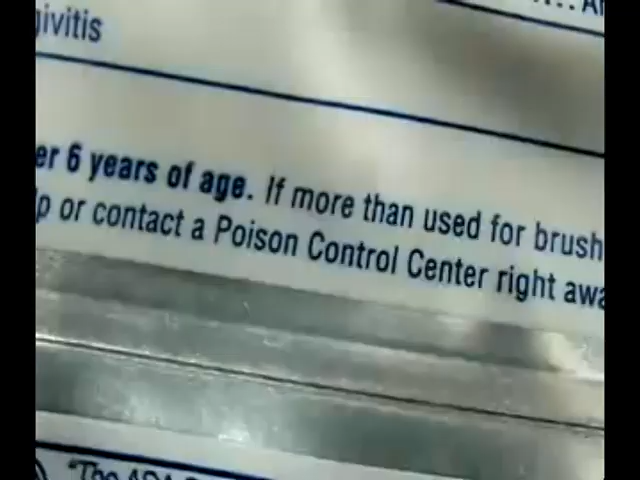 ivitis
er 6 years of age. If more than used for brush
p or contact a Poison Control Center right awa
"The ADA